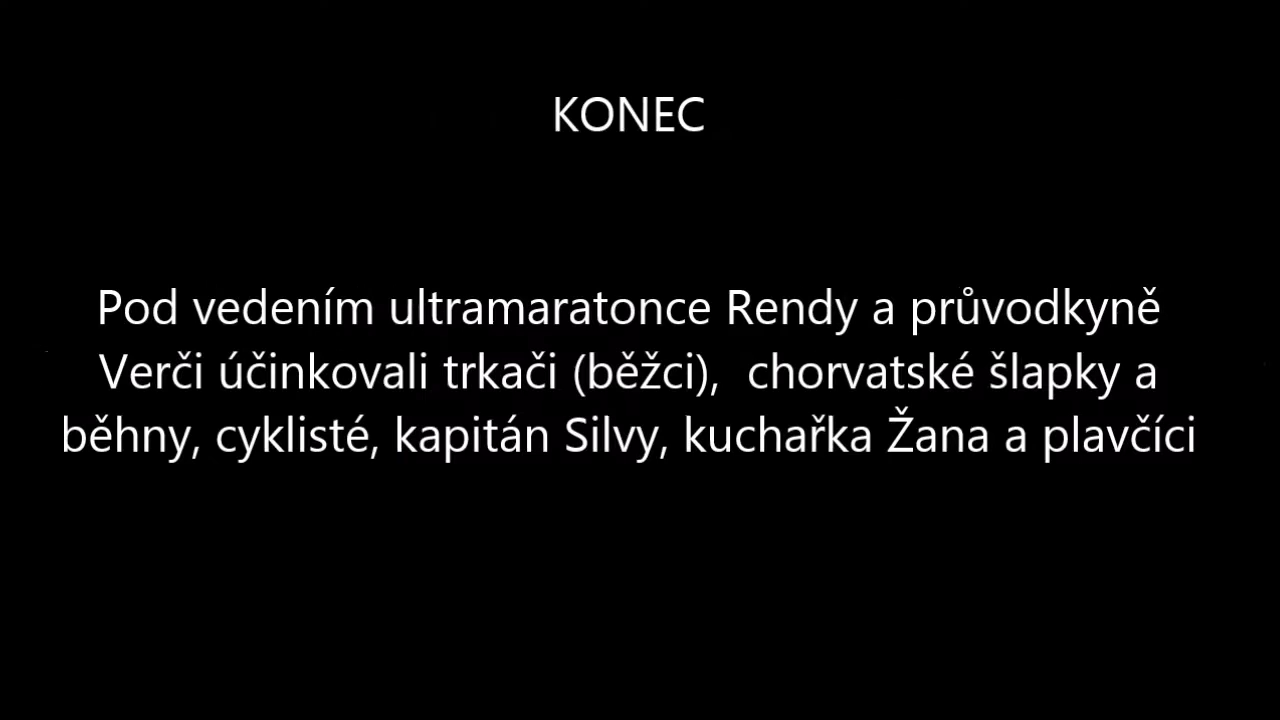 KONEC
Pod vedením ultramaratonce Rendy a průvodkyně
Verči účinkovali trkači (běžci),  chorvatské šlapky a
běhny, cyklisté, kapitán Silvy, kuchařka Žana a plavčíci